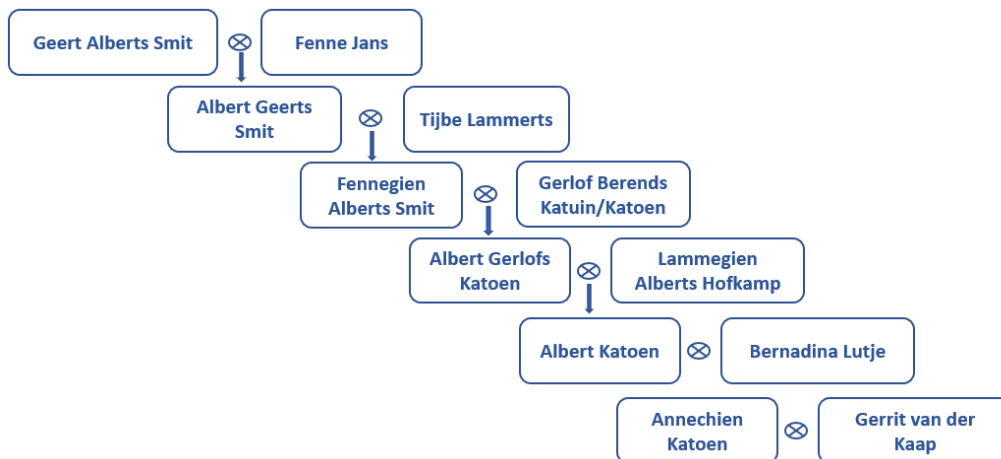 Geert Alberts Smit
Fenne Jans
Albert Geerts
Smit
Tijbe Lammerts
Fennegien
Alberts Smit
Gerlof Berends
Katuin/Katoen
Albert Gerlofs
Katoen
Lammegien
Alberts Hofkamp
Albert Katoen
Bernadina Lutje
Annechien
Katoen
Gerrit van der
Kaap